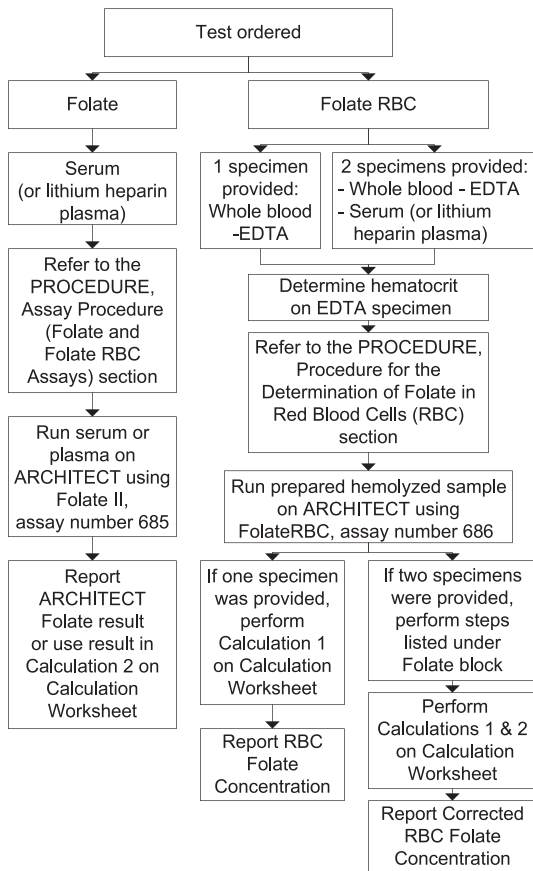 Test ordered
Folate
Serum
(or lithium heparin
plasma)
Refer to the
PROCEDURE,
Assay Procedure
(Folate and
Folate RBC
Assays) section
Run serum or
plasma on
ARCHITECT using
Folate II,
assay number 685
Report
ARCHITECT
Folate result
or use result in
Calculation 2 on
Calculation
Worksheet
Folate RBC
1 specimen
provided:
Whole blood
-EDTA
2 specimens provided:
- Whole blood - EDTA
- Serum (or lithium
heparin plasma)
Determine hematocrit
on EDTA specimen
Refer to the PROCEDURE,
Procedure for the
Determination of Folate in
Red Blood Cells (RBC)
section
Run prepared hemolyzed sample
on ARCHITECT using
FolateRBC, assay number 686
If one specimen
was provided,
perform
Calculation 1
on Calculation
Worksheet
Report RBC
Folate
Concentration
If two specimens
were provided,
perform steps
listed under
Folate block
Perform
Calculations 1 & 2
on Calculation
Worksheet
Report Corrected
RBC Folate
Concentration